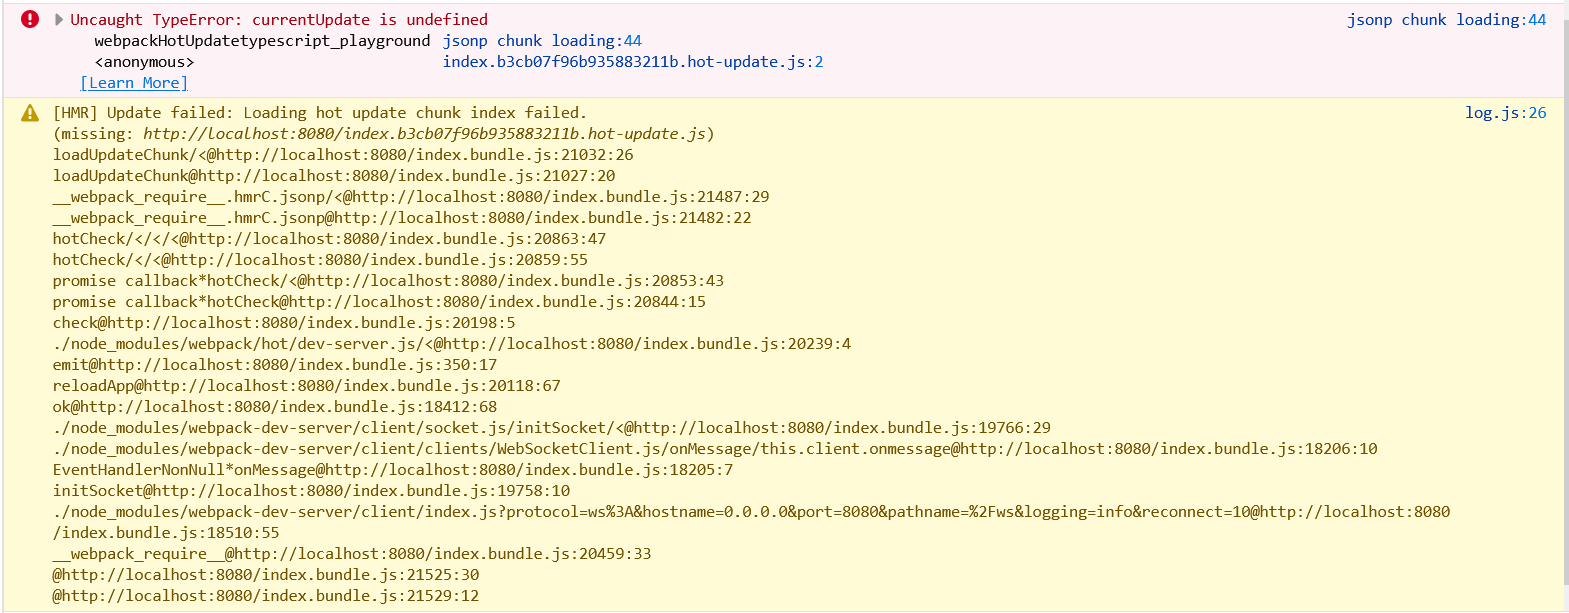 Uncaught TypeError: currentUpdate is undefined jsonp chunk loading:44
webpackHotUpdatetypescript_playground jsonp chunk loading:44
<anonymous> index.b3cb07f96b935883211b.hot-update.js:2
[Learn More]
[HMR] Update failed: Loading hot update chunk index failed. log.js:26
(missing: http://localhost:8080/index.b3cb07f96b935883211b.hot-update.js)
loadUpdateChunk/<@http://localhost:8080/index.bundle.js:21032:26
loadUpdateChunk@http://localhost:8080/index.bundle.js:21027:20
__webpack_require__.hmrC.jsonp/<@http://localhost:8080/index.bundle.js:21487:29
__webpack_require__.hmrC.jsonp@http://localhost:8080/index.bundle.js:21482:22
hotCheck/</</<@http://localhost:8080/index.bundle.js:20863:47
hotCheck/</<@http://localhost:8080/index.bundle.js:20859:55
promise callback*hotCheck/<@http://localhost:8080/index.bundle.js:20853:43
promise callback*hotCheck@http://localhost:8080/index.bundle.js:20844:15
check@http://localhost:8080/index.bundle.js:20198:5
./node_modules/webpack/hot/dev-server.js/<@http://localhost:8080/index.bundle.js:20239:4
emit@http://localhost:8080/index.bundle.js:350:17
reloadApp@http://localhost:8080/index.bundle.js:20118:67
ok@http://localhost:8080/index.bundle.js:18412:68
./node_modules/webpack-dev-server/client/socket.js/initSocket/<@http://localhost:8080/index.bundle.js:19766:29
./node_modules/webpack-dev-server/client/clients/WebSocketClient.js/onMessage/this.client.onmessage@http://localhost:8080/index.bundle.js:18206:10
EventHandlerNonNull*onMessage@http://localhost:8080/index.bundle.js:18205:7
initSocket@http://localhost:8080/index.bundle.js:19758:10
./node_modules/webpack-dev-server/client/index.js?protocol=ws%3A&hostname=0.0.0.0&port=8080&pathname=%2Fws&logging=info&reconnect=10@http://localhost:8080
/index.bundle.js:18510:55
__webpack_require__@http://localhost:8080/index.bundle.js:20459:33
@http://localhost:8080/index.bundle.js:21525:30
@http://localhost:8080/index.bundle.js:21529:12